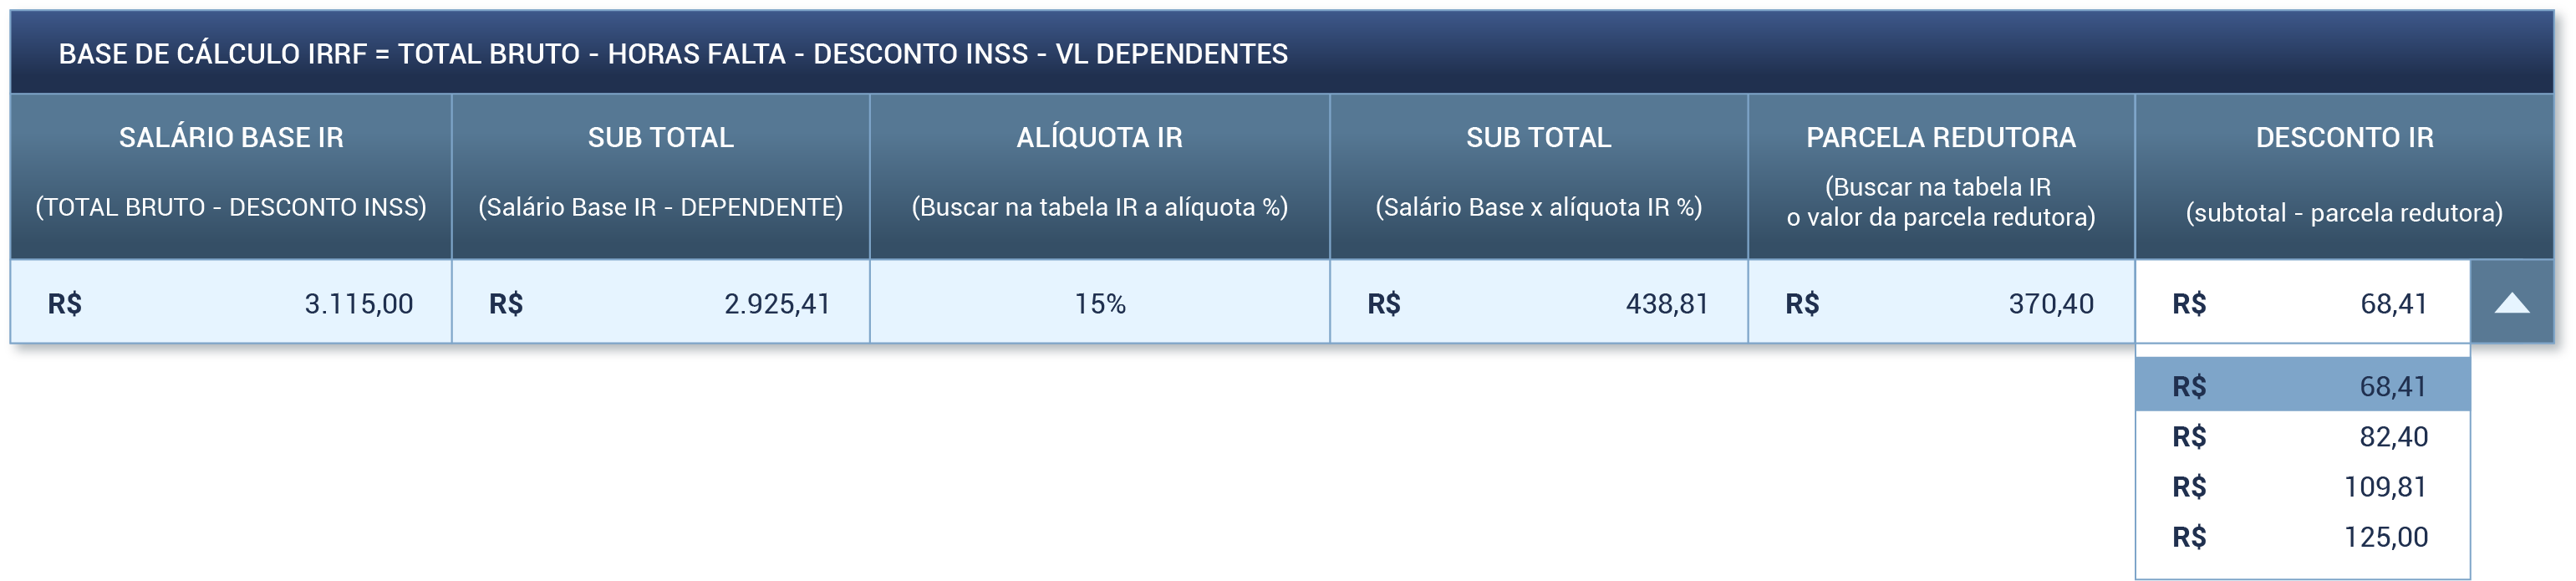 BASE DE CÁLCULO IRRF = TOTAL BRUTO - HORAS FALTA - DESCONTO INSS - VL DEPENDENTES
SALÁRIO BASE IR SUB TOTAL ALÍQUOTA IR SUB TOTAL PARCELA REDUTORA DESCONTO IR
(TOTAL BRUTO - DESCONTO INSS) (Salário Base IR - DEPENDENTE) (Buscar na tabela IR a alíquota %) (Salário Base x alíquota IR %) (Buscar na tabela IR
o valor da parcela redutora) (subtotal - parcela redutora)
R$ 3.115,00 R$ 2.925,41 15% R$ 438,81 R$ 370,40 R$ 68,41
R$ 68,41
R$ 82,40
R$ 109,81
R$ 125,00